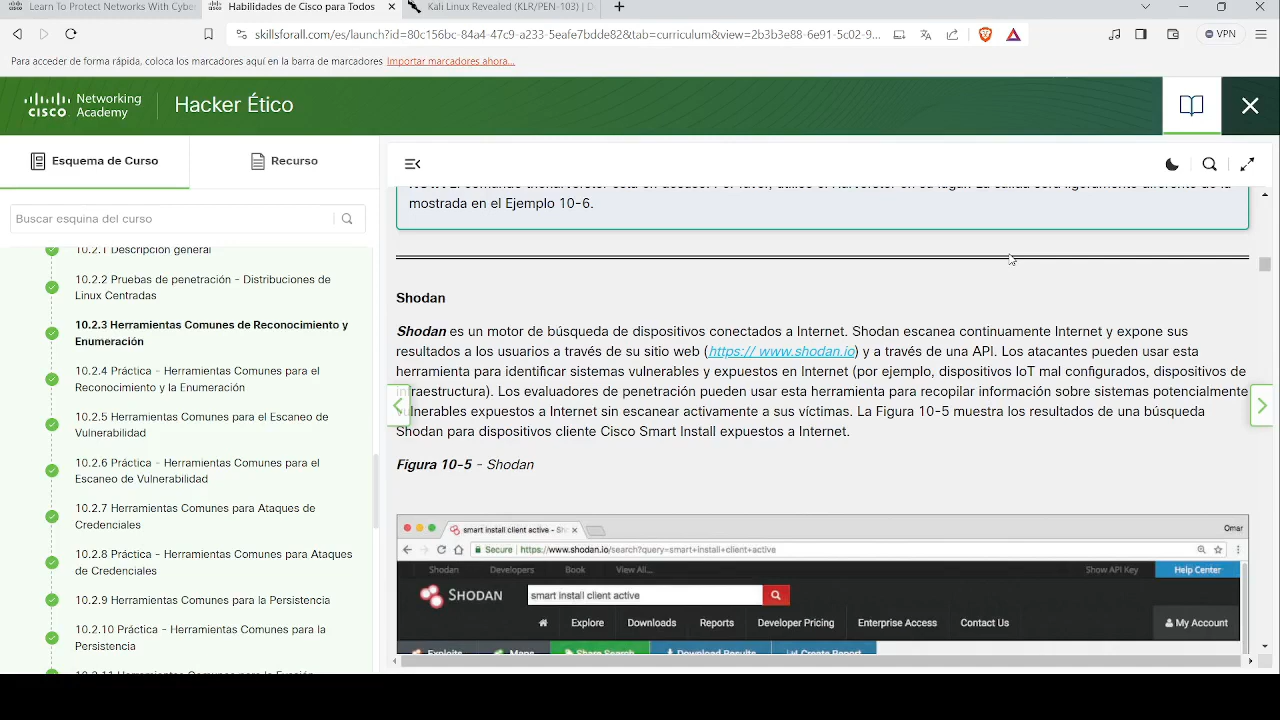 Learn To Protect Networks With Cyber
Habilidades de Cisco para Todos
Kali Linux Revealed (KLR/PEN-103) | D
skillsforall.com/es/launch?id=80c156bc-84a4-47c9-a233-5eafe7bdde82&tab=curriculum&view=2b3b3e88-6e91-5c02-9...
VPN
Para acceder de forma rápida, coloca los marcadores aquí en la barra de marcadores Importar marcadores ahora...
Networking
CISCO Academy
Hacker Ético
Esquema de Curso
Recurso
Buscar esquina del curso
10.2.1 Descripción general
10.2.2 Pruebas de penetración - Distribuciones de
Linux Centradas
10.2.3 Herramientas Comunes de Reconocimiento y
Enumeración
10.2.4 Práctica - Herramientas Comunes para el
Reconocimiento y la Enumeración
10.2.5 Herramientas Comunes para el Escaneo de
Vulnerabilidad
10.2.6 Práctica - Herramientas Comunes para el
Escaneo de Vulnerabilidad
10.2.7 Herramientas Comunes para Ataques de
Credenciales
10.2.8 Práctica - Herramientas Comunes para Ataques
de Credenciales
10.2.9 Herramientas Comunes para la Persistencia
10.2.10 Práctica - Herramientas Comunes para la
Persistencia
mostrada en el Ejemplo 10-6.
Shodan
Shodan es un motor de búsqueda de dispositivos conectados a Internet. Shodan escanea continuamente Internet y expone sus
resultados a los usuarios a través de su sitio web (https:// www.shodan.io) y a través de una API. Los atacantes pueden usar esta
herramienta para identificar sistemas vulnerables y expuestos en Internet (por ejemplo, dispositivos IoT mal configurados, dispositivos de
infraestructura). Los evaluadores de penetración pueden usar esta herramienta para recopilar información sobre sistemas potencialmente
vulnerables expuestos a Internet sin escanear activamente a sus víctimas. La Figura 10-5 muestra los resultados de una búsqueda
Shodan para dispositivos cliente Cisco Smart Install expuestos a Internet.
Figura 10-5 - Shodan
smart install client active - Sh
Omar
Secure https://www.shodan.io/search?query=smart+install+client+active
Shodan Developers Book View All... Show API Key Help Center
SHODAN smart install client active
Explore Downloads Reports Developer Pricing Enterprise Access Contact Us My Account
Exploits Maps Share Search Download Results Create Report